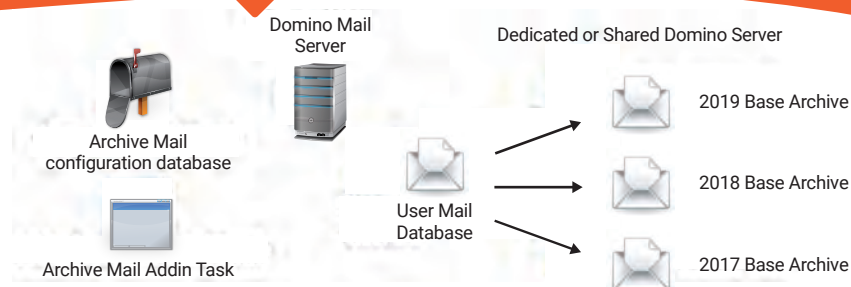 Domino Mail
Server
Dedicated or Shared Domino Server
Archive Mail
configuration database
Archive Mail Addin Task
User Mail
Database
2019 Base Archive
2018 Base Archive
2017 Base Archive